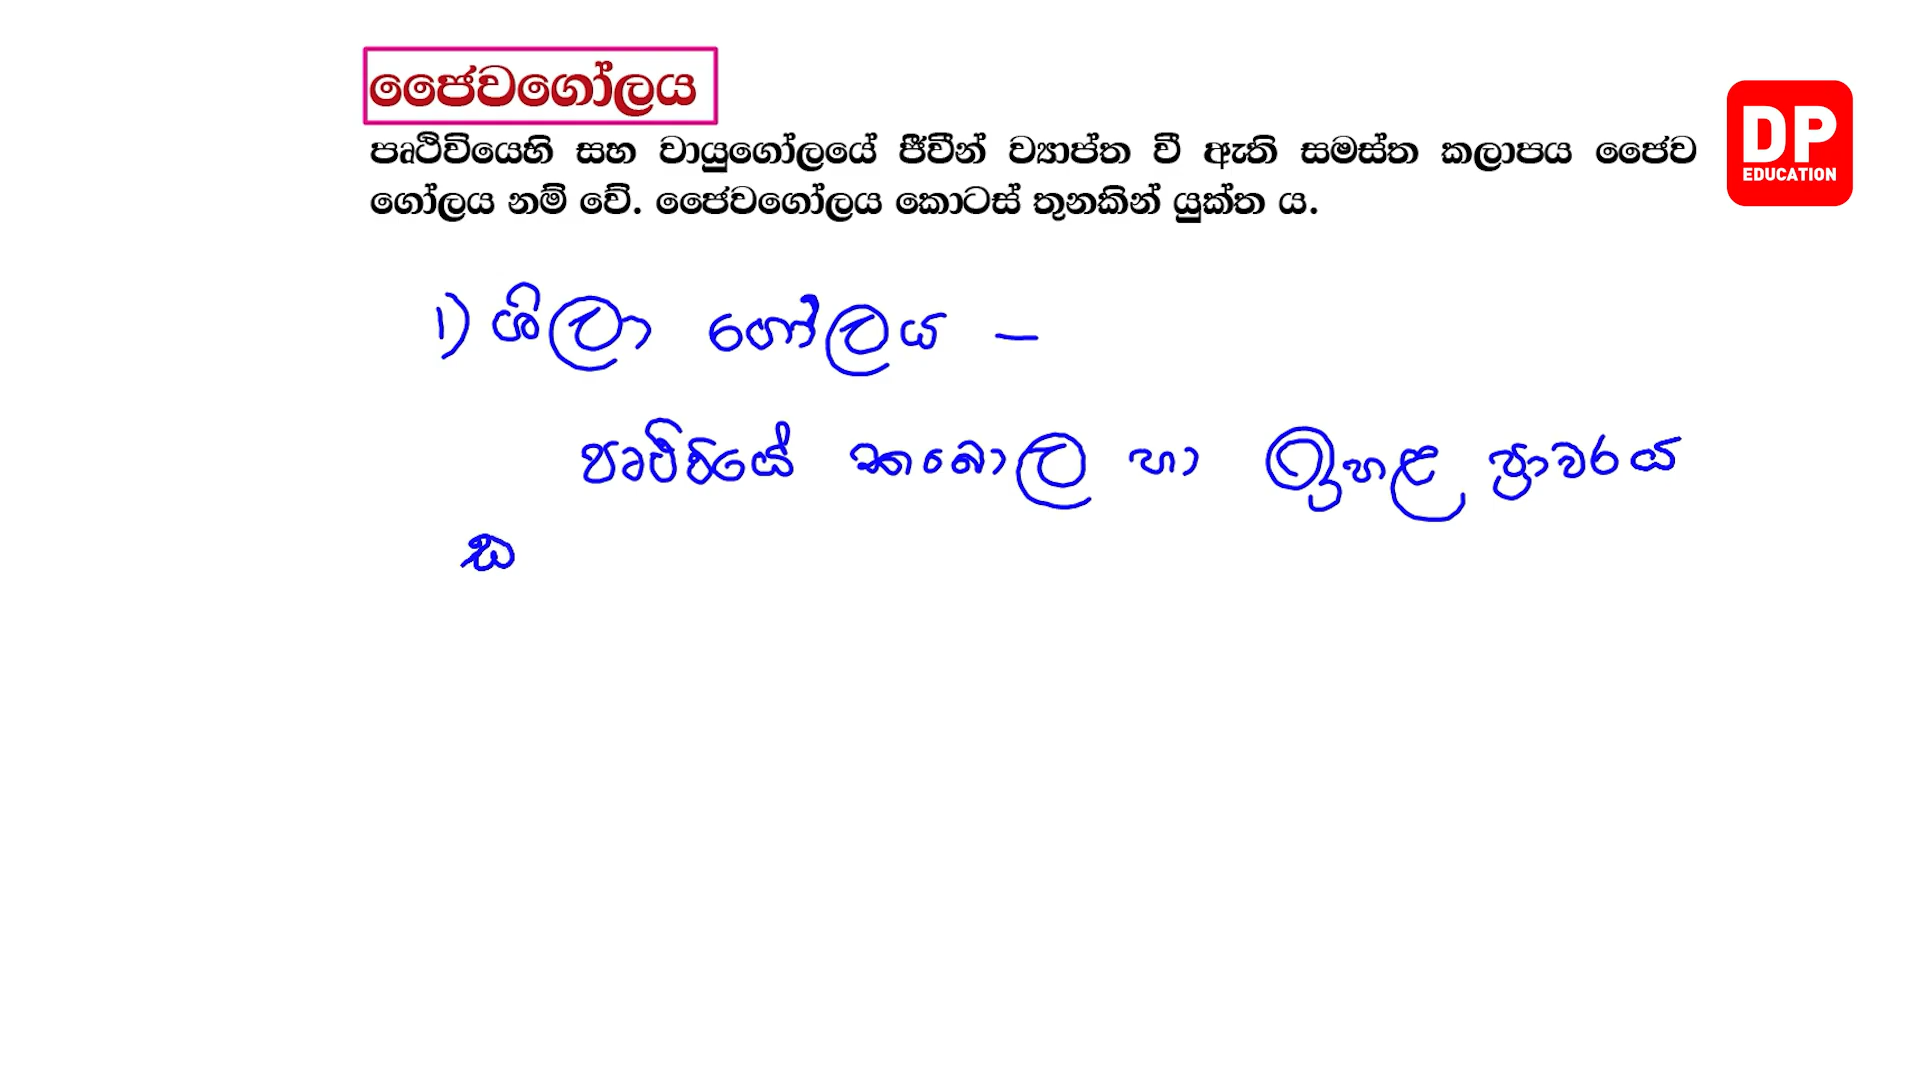 ජෛවගෝලය
පෘථිවියෙහි සහ වායුගෝලයේ ජීවීන් ව්‍යාප්ත වී ඇති සමස්ත කලාපය ජෛව
ගෝලය නම් වේ. ජෛවගෝලය කොටස් තුනකින් යුක්ත ය.
DP
EDUCATION
1) ශිලා ගෝලය –
පෘථිවියේ කබොල හා ඉහළ ප්‍රාවරය
ස